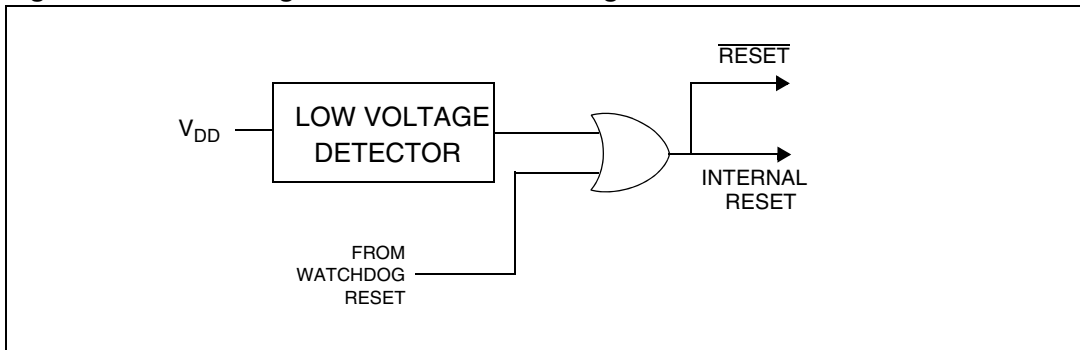 RESET
V_DD
LOW VOLTAGE
DETECTOR
INTERNAL
RESET
FROM
WATCHDOG
RESET